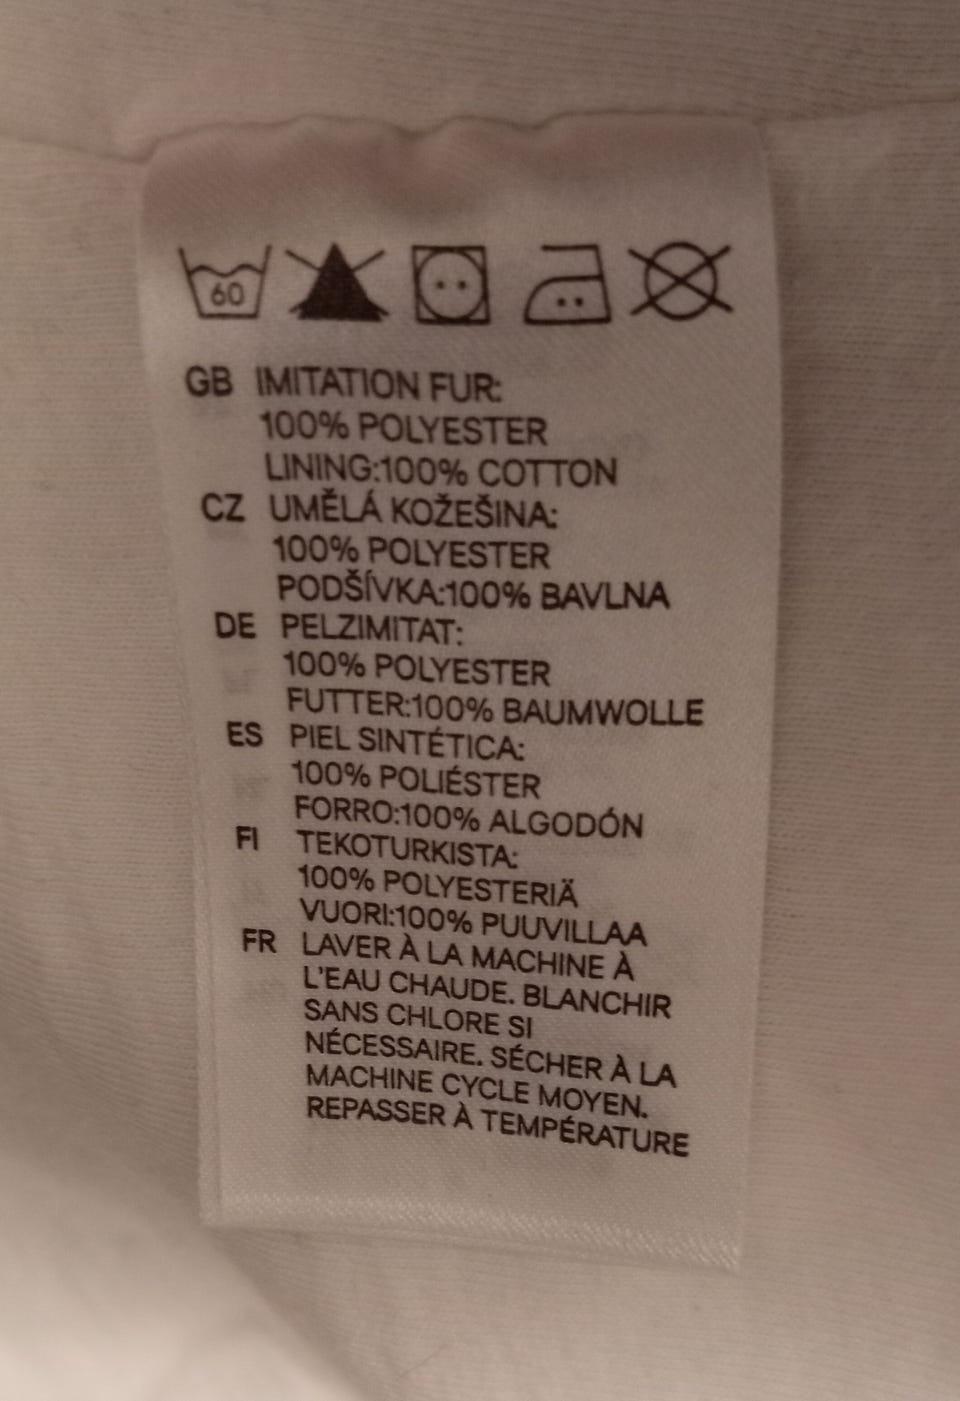 60
GB IMITATION FUR:
100% POLYESTER
LINING:100% COTTON
CZ UMĚLÁ KOŽEŠINA:
100% POLYESTER
PODŠÍVKA:100% BAVLNA
DE PELZIMITAT:
100% POLYESTER
FUTTER:100% BAUMWOLLE
ES PIEL SINTÉTICA:
100% POLIÉSTER
FORRO:100% ALGODÓN
FI TEKOTURKISTA:
100% POLYESTERIÄ
VUORI:100% PUUVILLAA
FR LAVER À LA MACHINE À
L'EAU CHAUDE. BLANCHIR
SANS CHLORE SI
NÉCESSAIRE. SÉCHER À LA
MACHINE CYCLE MOYEN.
REPASSER À TEMPÉRATURE